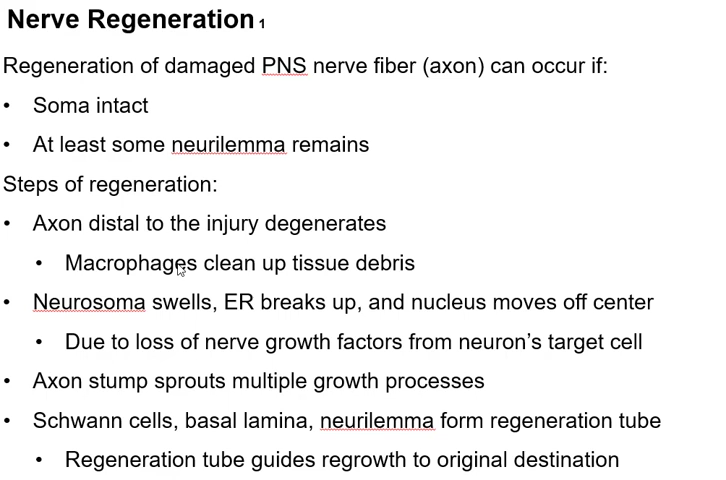 Nerve Regeneration 1
Regeneration of damaged PNS nerve fiber (axon) can occur if:
• Soma intact
• At least some neurilemma remains
Steps of regeneration:
• Axon distal to the injury degenerates
• Macrophages clean up tissue debris
• Neurosoma swells, ER breaks up, and nucleus moves off center
• Due to loss of nerve growth factors from neuron’s target cell
• Axon stump sprouts multiple growth processes
• Schwann cells, basal lamina, neurilemma form regeneration tube
• Regeneration tube guides regrowth to original destination